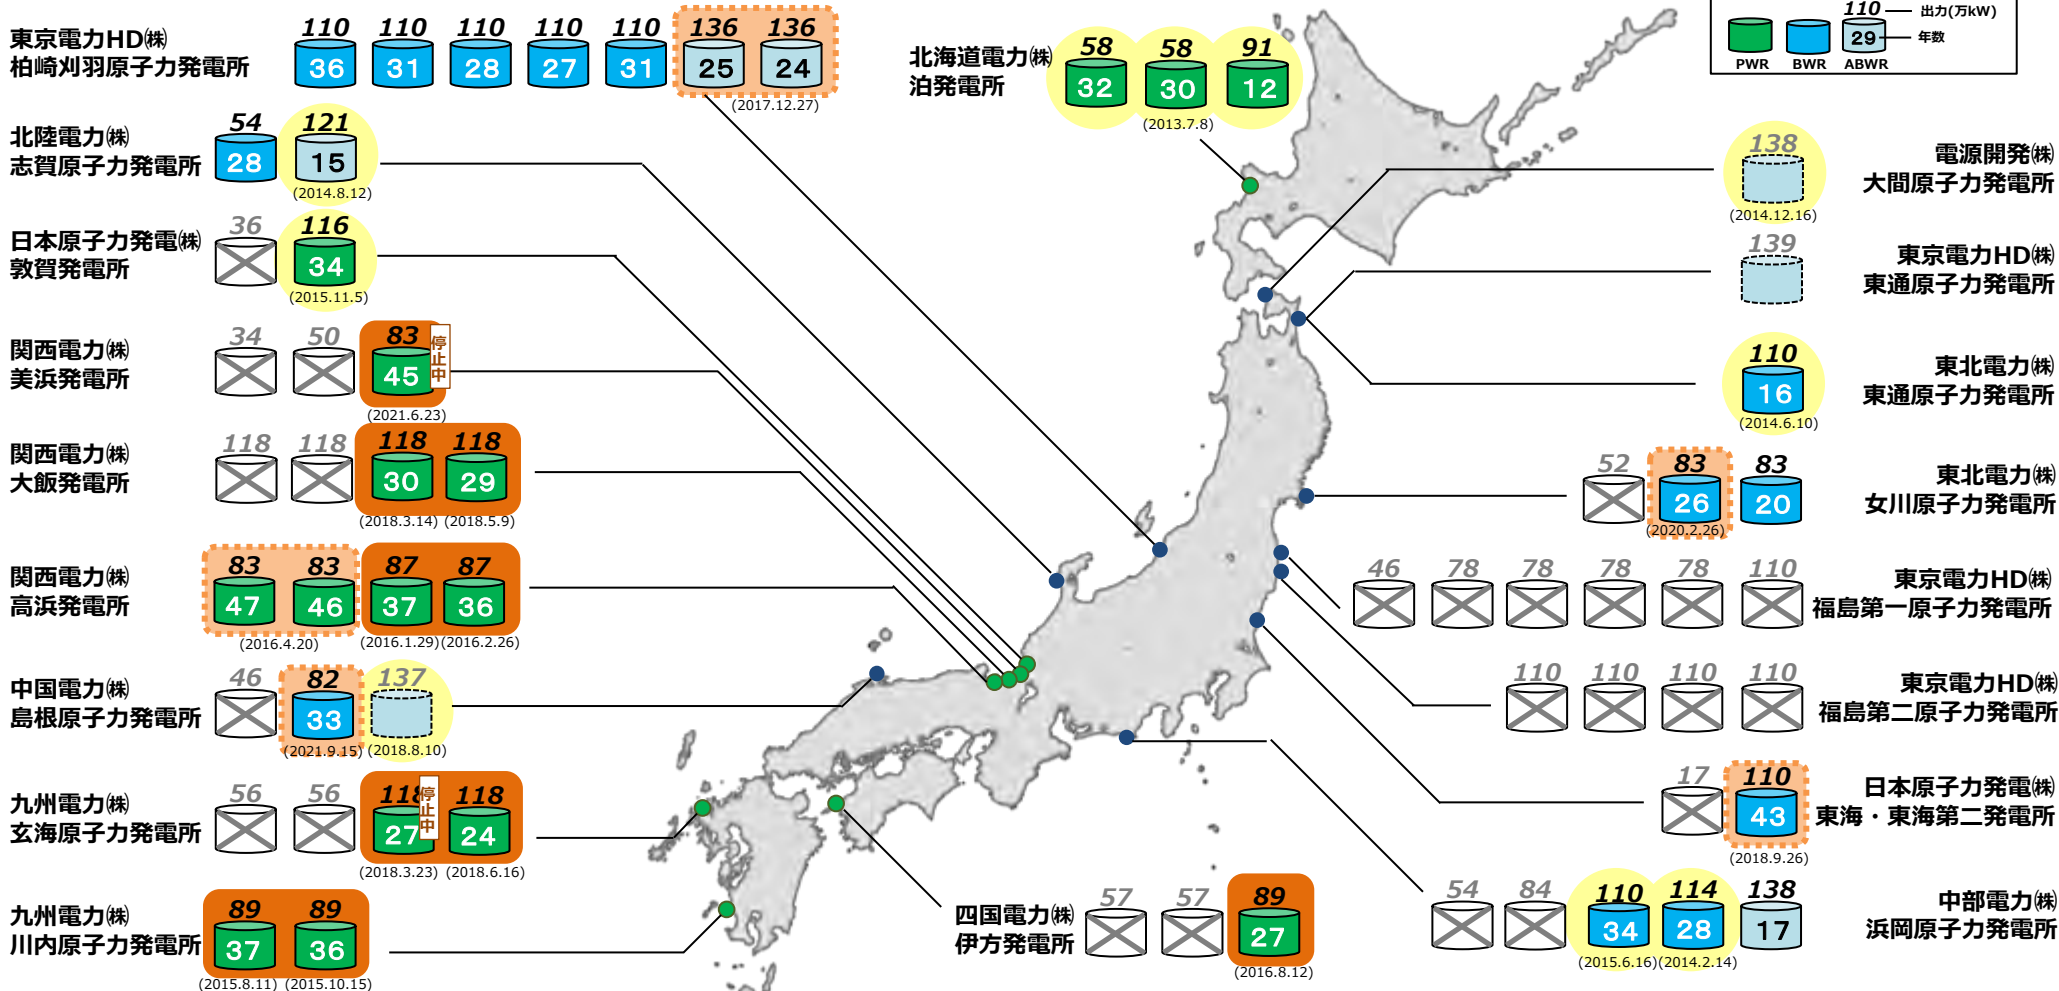 110 110 110 110 110 136 136
東京電力HD㈱
柏崎刈羽原子力発電所
36 31 28 27 31 25 24
(2017.12.27)
58 58 91
北海道電力㈱
泊発電所
32 30 12
(2013.7.8)
110 出力(万kW)
29 年数
PWR BWR ABWR
54 121
北陸電力㈱
志賀原子力発電所
28 15
(2014.8.12)
36 116
日本原子力発電㈱
敦賀発電所
34
(2015.11.5)
34 50 83
関西電力㈱
美浜発電所
45
停止中
(2021.6.23)
118 118 118 118
関西電力㈱
大飯発電所
30 29
(2018.3.14) (2018.5.9)
83 83 87 87
関西電力㈱
高浜発電所
47 46 37 36
(2016.4.20)
(2016.1.29) (2016.2.26)
46 82 137
中国電力㈱
島根原子力発電所
33
(2021.9.15) (2018.8.10)
56 56 118 118
九州電力㈱
玄海原子力発電所
27 24
停止中
(2018.3.23) (2018.6.16)
89 89
九州電力㈱
川内原子力発電所
37 36
(2015.8.11) (2015.10.15)
138
電源開発㈱
大間原子力発電所
(2014.12.16)
139
東京電力HD㈱
東通原子力発電所
110
東北電力㈱
東通原子力発電所
16
(2014.6.10)
52 83 83
東北電力㈱
女川原子力発電所
26 20
(2020.2.26)
46 78 78 78 78 110
東京電力HD㈱
福島第一原子力発電所
110 110 110 110
東京電力HD㈱
福島第二原子力発電所
17 110
日本原子力発電㈱
東海・東海第二発電所
43
(2018.9.26)
54 84 110 114 138
中部電力㈱
浜岡原子力発電所
34 28 17
(2015.6.16) (2014.2.14)
57 57 89
四国電力㈱
伊方発電所
27
(2016.8.12)